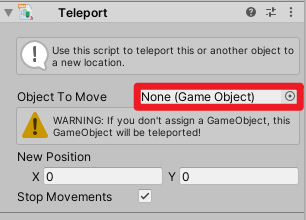 Teleport
Use this script to teleport this or another object to
a new location.
Object To Move None (Game Object)
WARNING: If you don't assign a GameObject, this
GameObject will be teleported!
New Position
X 0 Y 0
Stop Movements